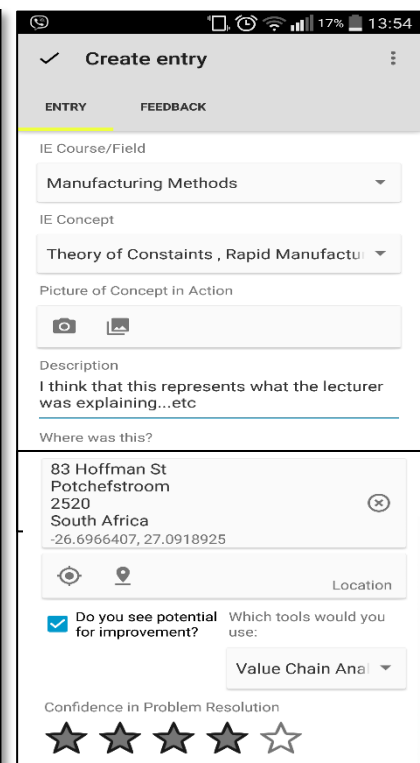 17% 13:54
Create entry
ENTRY FEEDBACK
IE Course/Field
Manufacturing Methods
IE Concept
Theory of Constaints , Rapid Manufactu
Picture of Concept in Action
Description
I think that this represents what the lecturer
was explaining...etc
Where was this?
83 Hoffman St
Potchefstroom
2520
South Africa
-26.6966407, 27.0918925
Location
Do you see potential
for improvement?
Which tools would you
use:
Value Chain Anal
Confidence in Problem Resolution